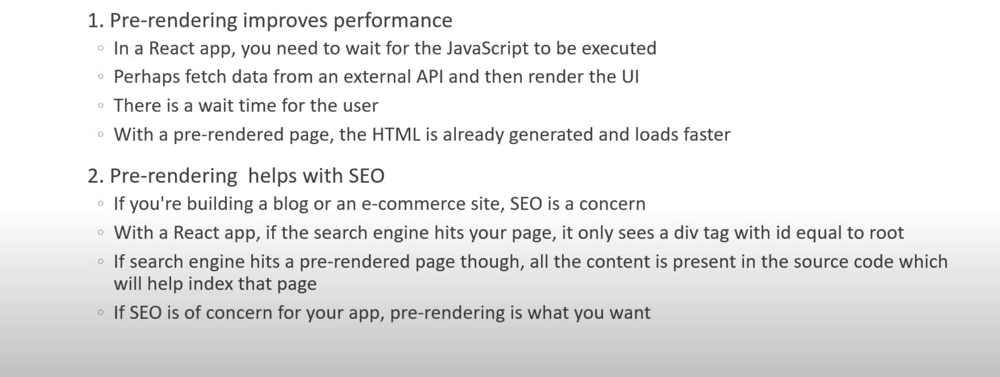 1. Pre-rendering improves performance
◦ In a React app, you need to wait for the JavaScript to be executed
◦ Perhaps fetch data from an external API and then render the UI
◦ There is a wait time for the user
◦ With a pre-rendered page, the HTML is already generated and loads faster
2. Pre-rendering  helps with SEO
◦ If you're building a blog or an e-commerce site, SEO is a concern
◦ With a React app, if the search engine hits your page, it only sees a div tag with id equal to root
◦ If search engine hits a pre-rendered page though, all the content is present in the source code which
will help index that page
◦ If SEO is of concern for your app, pre-rendering is what you want